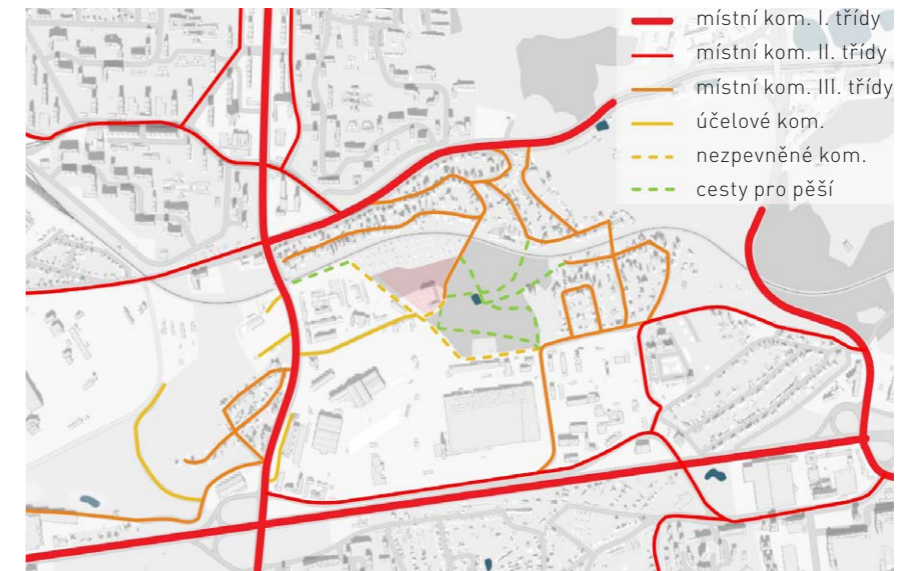 místní kom. I. třídy
místní kom. II. třídy
místní kom. III. třídy
účelové kom.
nezpevněné kom.
cesty pro pěší